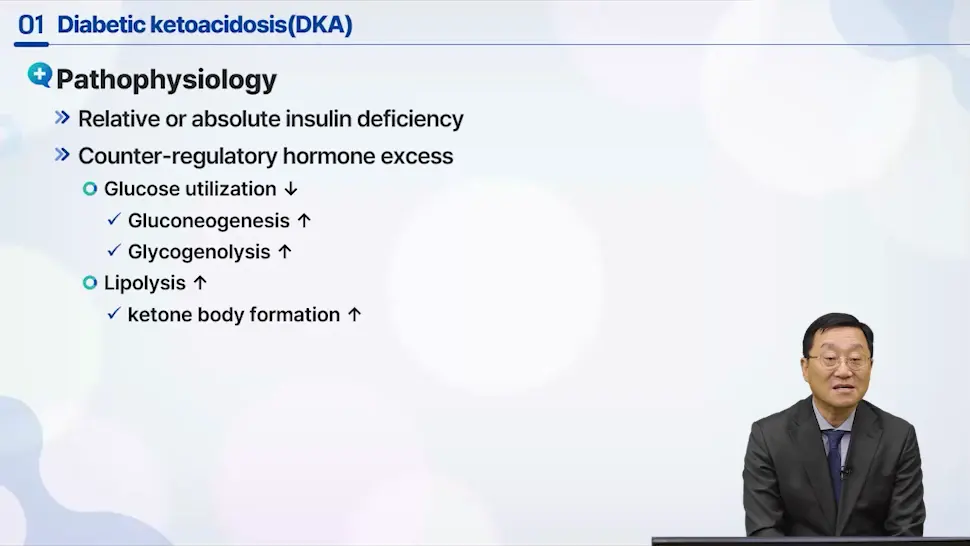 01 Diabetic ketoacidosis(DKA)
Pathophysiology
Relative or absolute insulin deficiency
Counter-regulatory hormone excess
Glucose utilization ↓
✓ Gluconeogenesis ↑
✓ Glycogenolysis ↑
Lipolysis ↑
✓ ketone body formation ↑